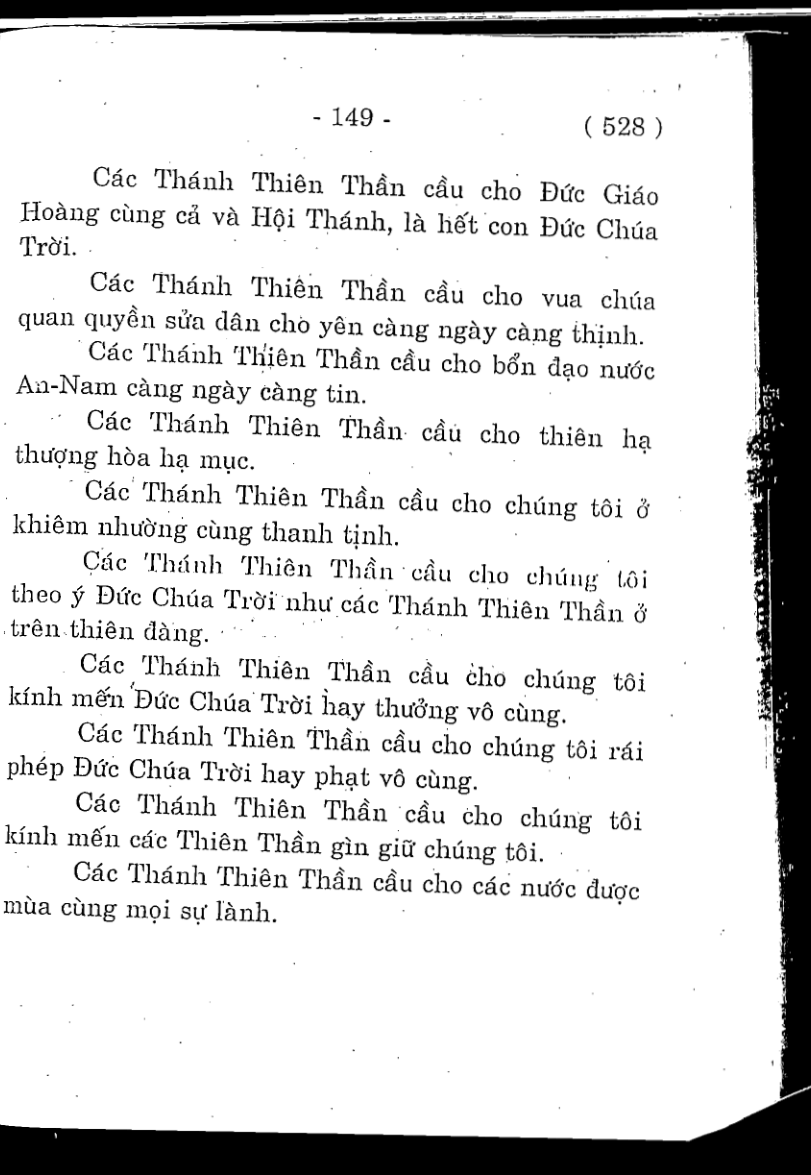 - 149 - ( 528 )
Các Thánh Thiên Thần cầu cho Đức Giáo
Hoàng cùng cả và Hội Thánh, là hết con Đức Chúa
Trời.
Các Thánh Thiên Thần cầu cho vua chúa
quan quyền sửa dân cho yên càng ngày càng thịnh.
Các Thánh Thiên Thần cầu cho bổn đạo nước
An-Nam càng ngày càng tin.
Các Thánh Thiên Thần cầu cho thiên hạ
thượng hòa hạ mục.
Các Thánh Thiên Thần cầu cho chúng tôi ở
khiêm nhường cùng thanh tịnh.
Các Thánh Thiên Thần cầu cho chúng tôi
theo ý Đức Chúa Trời như các Thánh Thiên Thần ở
trên thiên đàng.
Các Thánh Thiên Thần cầu cho chúng tôi
kính mến Đức Chúa Trời hay thưởng vô cùng.
Các Thánh Thiên Thần cầu cho chúng tôi rái
phép Đức Chúa Trời hay phạt vô cùng.
Các Thánh Thiên Thần cầu cho chúng tôi
kính mến các Thiên Thần gìn giữ chúng tôi.
Các Thánh Thiên Thần cầu cho các nước được
mùa cùng mọi sự lành.